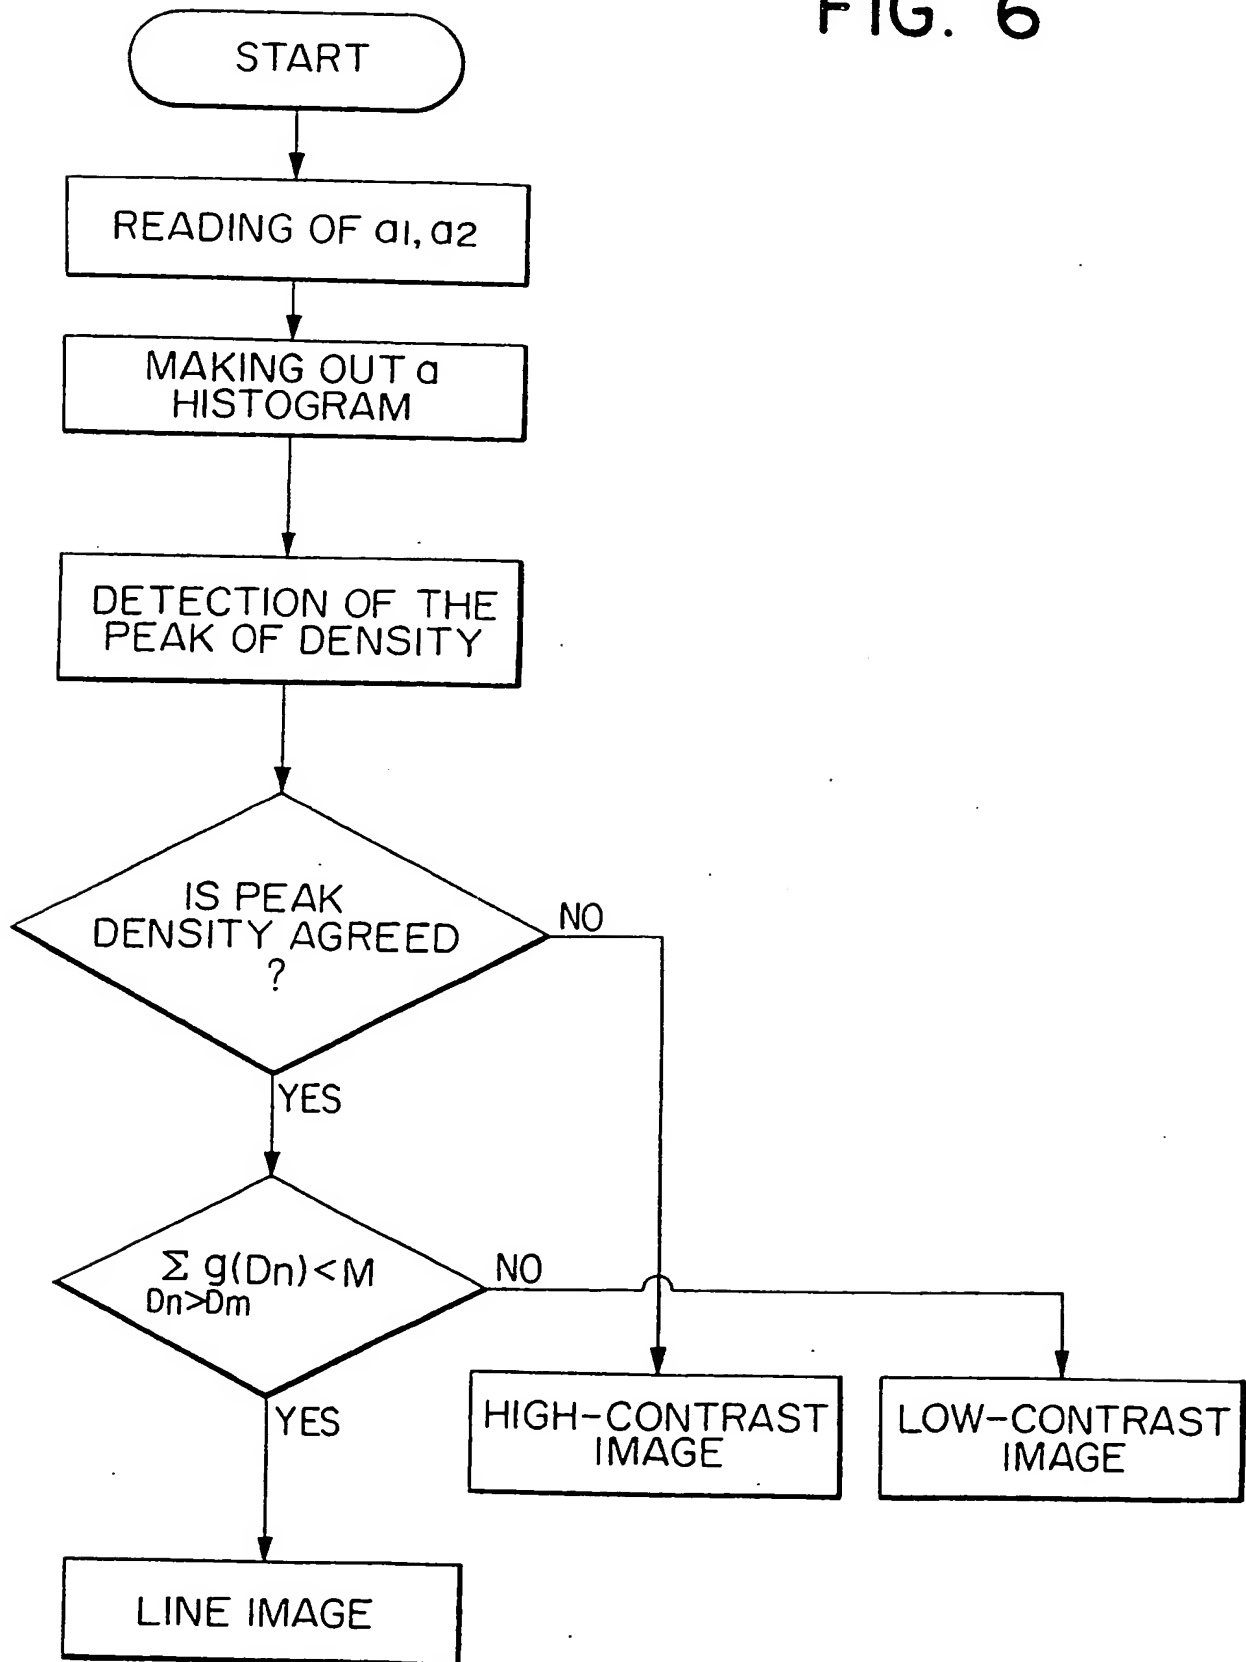 FIG. 6
START
READING OF a1, a2
MAKING OUT a
HISTOGRAM
DETECTION OF THE
PEAK OF DENSITY
IS PEAK
DENSITY AGREED
?
NO
YES
Σ g(Dn) < M
Dn>Dm
NO
YES
HIGH-CONTRAST
IMAGE
LOW-CONTRAST
IMAGE
LINE IMAGE